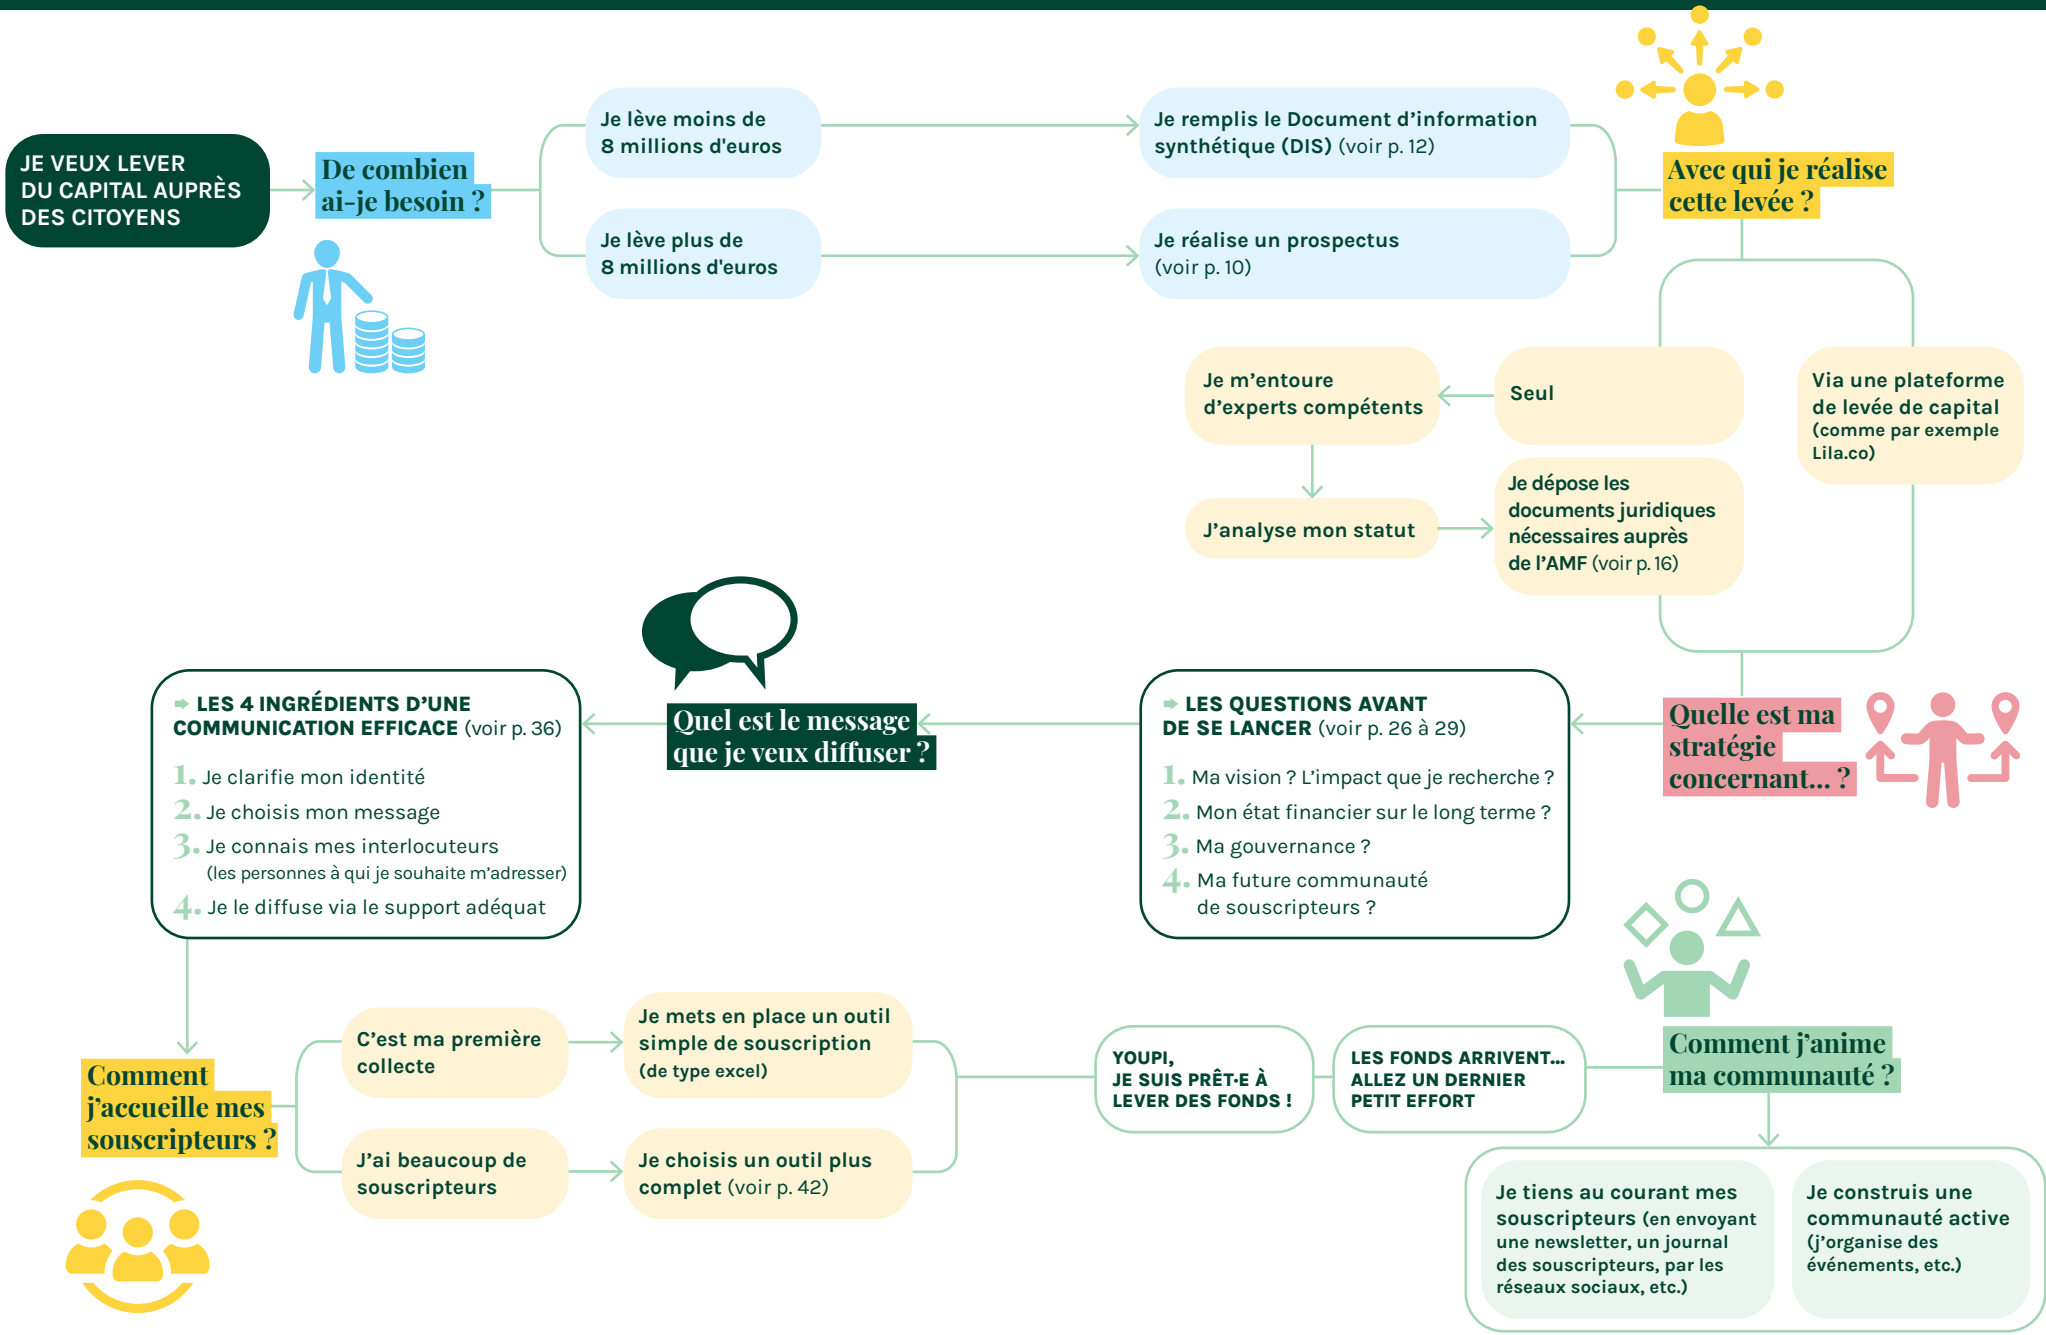 JE VEUX LEVER
DU CAPITAL AUPRÈS
DES CITOYENS
De combien
ai-je besoin ?
Je lève moins de
8 millions d'euros
Je lève plus de
8 millions d'euros
Je remplis le Document d’information
synthétique (DIS) (voir p. 12)
Je réalise un prospectus
(voir p. 10)
Avec qui je réalise
cette levée ?
Seul
Je m’entoure
d’experts compétents
J’analyse mon statut
Je dépose les
documents juridiques
nécessaires auprès
de l’AMF (voir p. 16)
Via une plateforme
de levée de capital
(comme par exemple
Lila.co)
Quelle est ma
stratégie
concernant... ?
➡ LES QUESTIONS AVANT
DE SE LANCER (voir p. 26 à 29)
1. Ma vision ? L’impact que je recherche ?
2. Mon état financier sur le long terme ?
3. Ma gouvernance ?
4. Ma future communauté
de souscripteurs ?
Quel est le message
que je veux diffuser ?
➡ LES 4 INGRÉDIENTS D’UNE
COMMUNICATION EFFICACE (voir p. 36)
1. Je clarifie mon identité
2. Je choisis mon message
3. Je connais mes interlocuteurs
(les personnes à qui je souhaite m’adresser)
4. Je le diffuse via le support adéquat
Comment
j’accueille mes
souscripteurs ?
C’est ma première
collecte
Je mets en place un outil
simple de souscription
(de type excel)
J’ai beaucoup de
souscripteurs
Je choisis un outil plus
complet (voir p. 42)
YOUPI,
JE SUIS PRÊT·E À
LEVER DES FONDS !
LES FONDS ARRIVENT...
ALLEZ UN DERNIER
PETIT EFFORT
Comment j’anime
ma communauté ?
Je tiens au courant mes
souscripteurs (en envoyant
une newsletter, un journal
des souscripteurs, par les
réseaux sociaux, etc.)
Je construis une
communauté active
(j’organise des
événements, etc.)